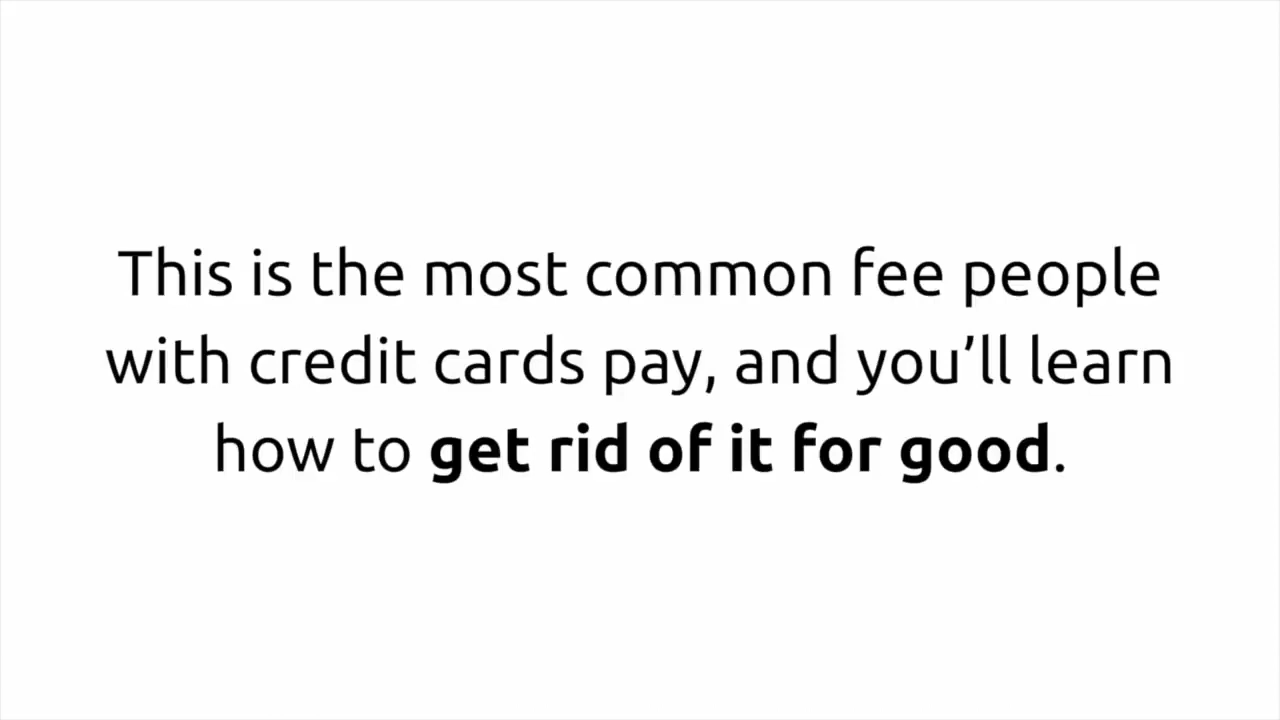 This is the most common fee people
with credit cards pay, and you’ll learn
how to get rid of it for good.